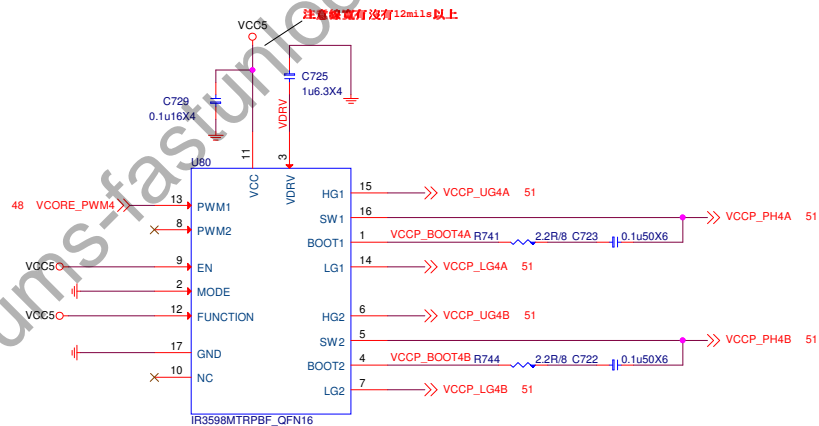 注意線寬有沒有12mils以上
VCC5
C725
1u6.3X4
C729
0.1u16X4
VDRV
11
3
U80
VCC
VDRV
48 VCORE_PWM4
13
PWM1
8
PWM2
VCC5
9
EN
2
MODE
VCC5
12
FUNCTION
17
GND
10
NC
HG1
15
VCCP_UG4A 51
SW1
16
VCCP_PH4A 51
BOOT1
1
VCCP_BOOT4A
R741
2.2R/8
C723
0.1u50X6
LG1
14
VCCP_LG4A 51
HG2
6
VCCP_UG4B 51
SW2
5
VCCP_PH4B 51
BOOT2
4
VCCP_BOOT4B
R744
2.2R/8
C722
0.1u50X6
LG2
7
VCCP_LG4B 51
IR3598MTRPBF_QFN16
ums-fastunlo